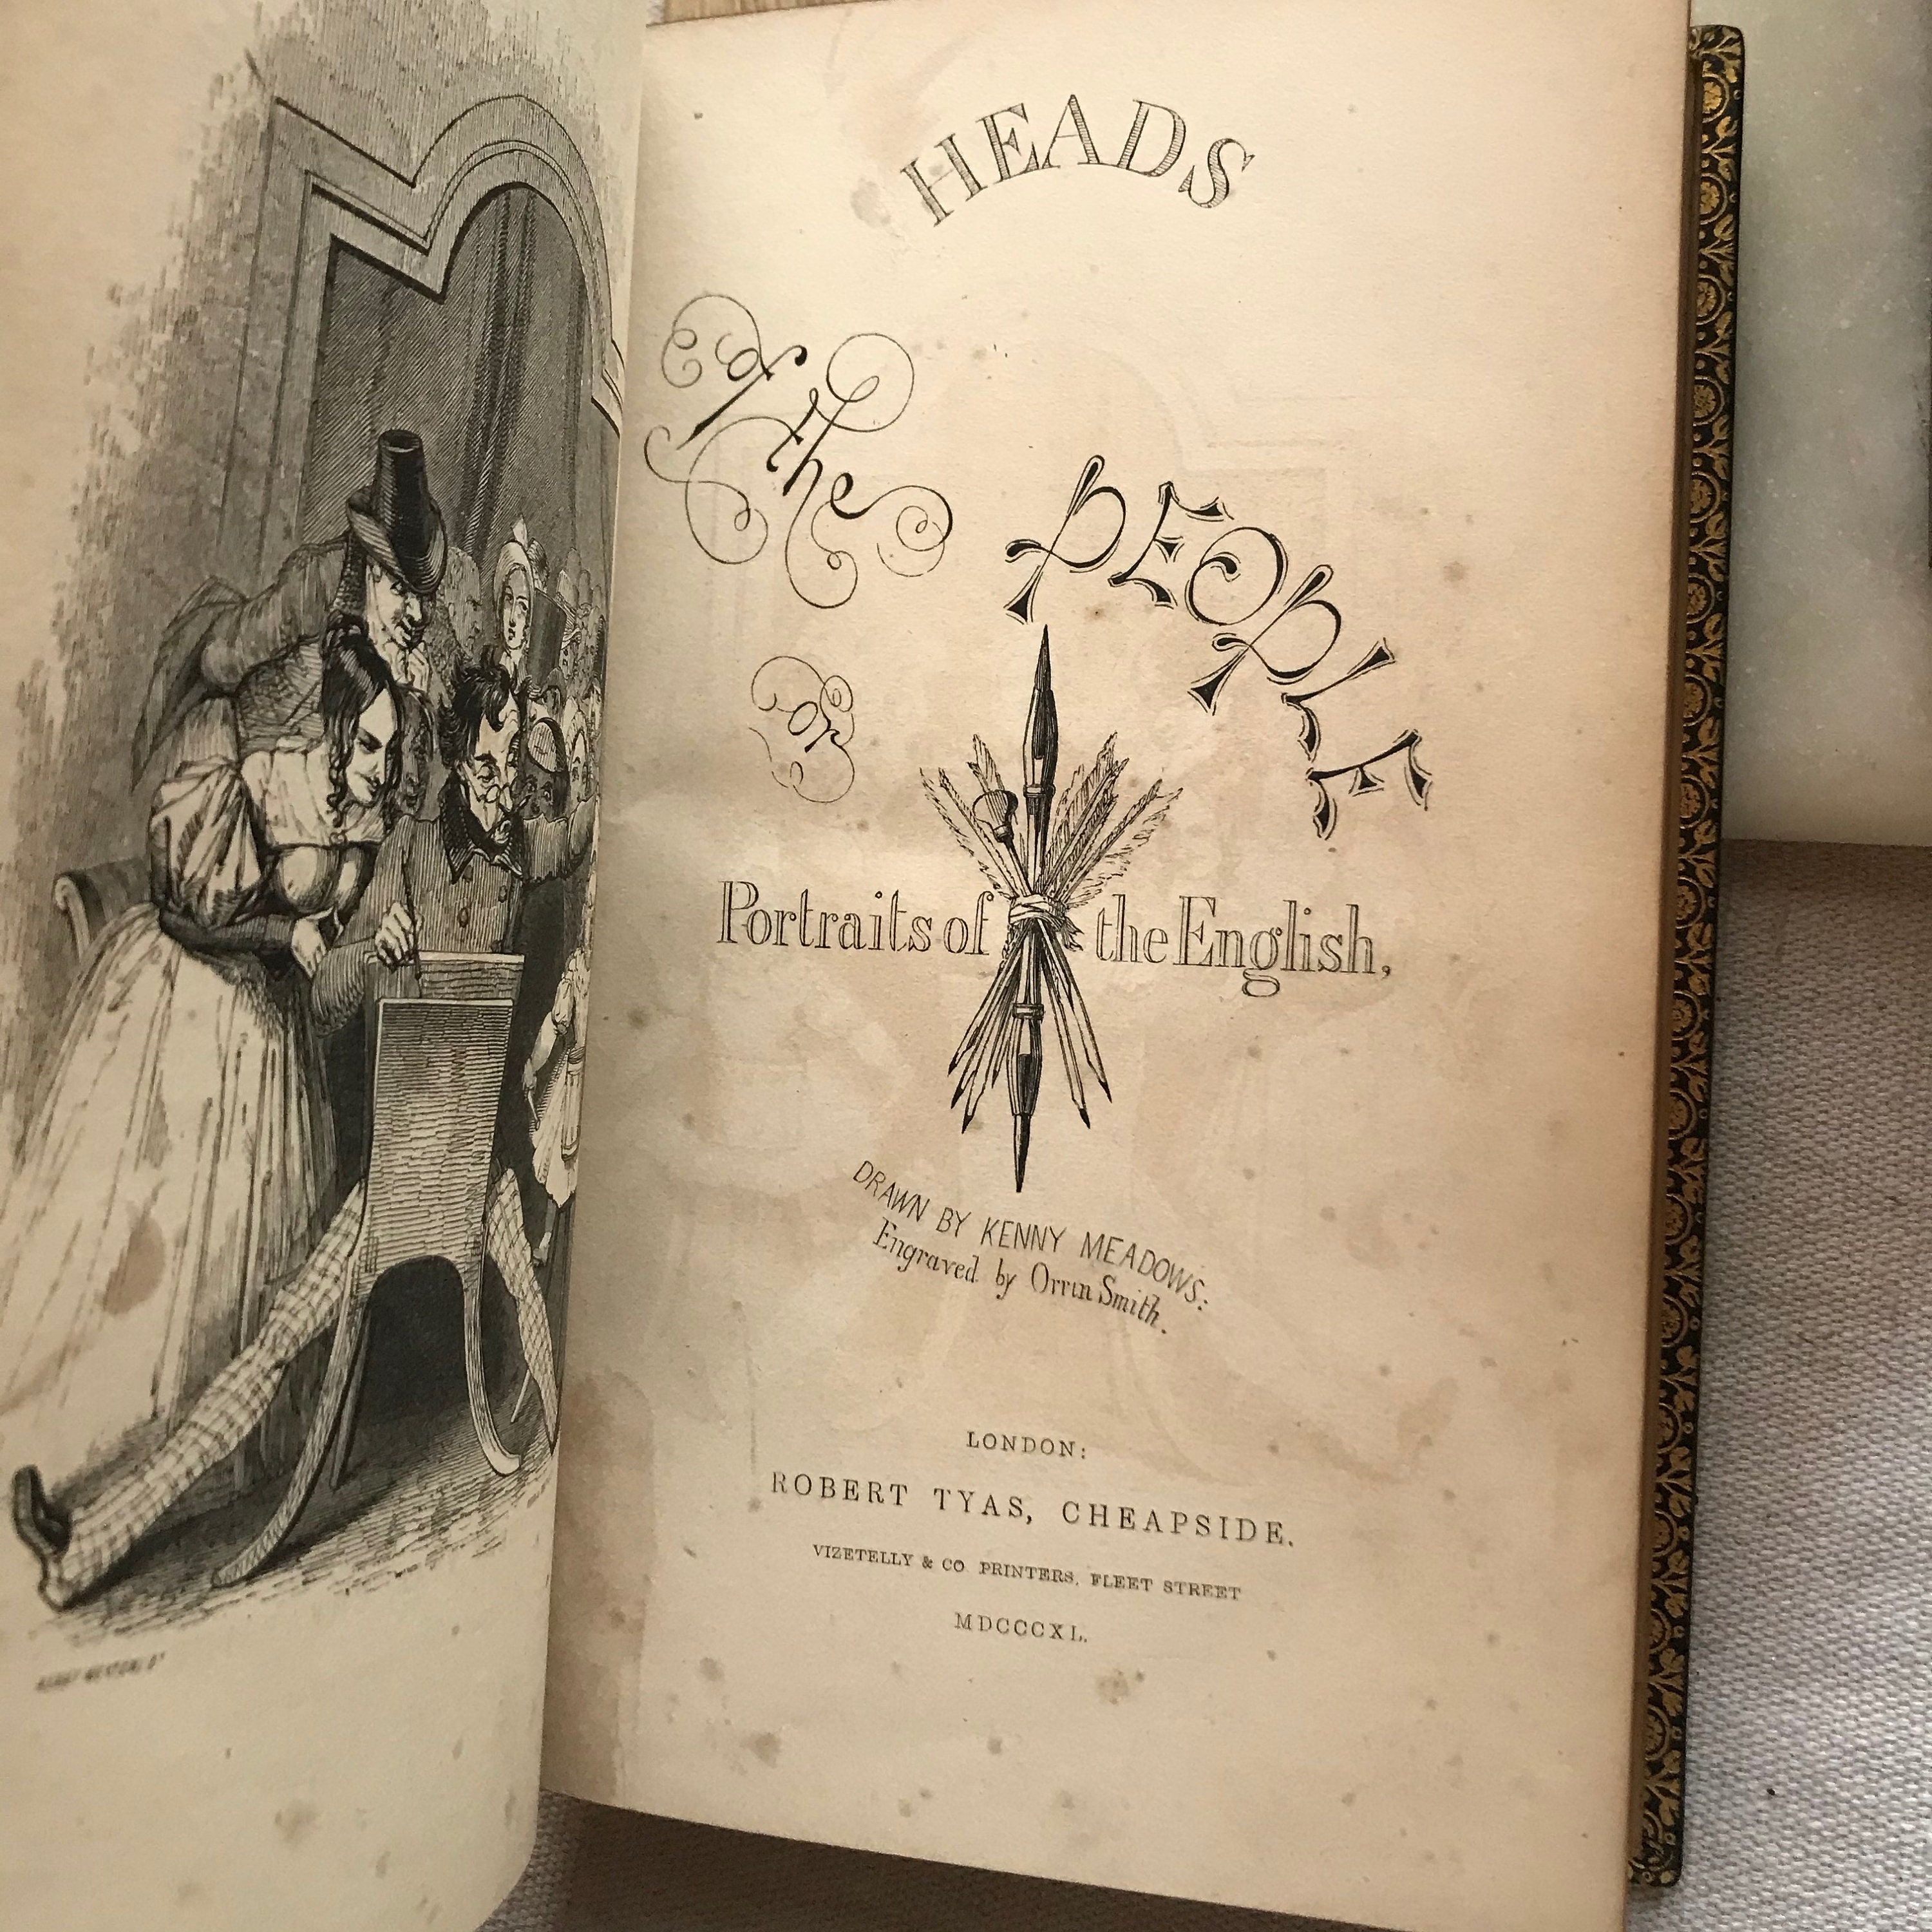 HEADS
of the
PEOPLE
or
Portraits of the English,
DRAWN BY KENNY MEADOWS:
Engraved by Orrin Smith.
LONDON:
ROBERT TYAS, CHEAPSIDE.
VIZETELLY & CO. PRINTERS, FLEET STREET
MDCCCXL.